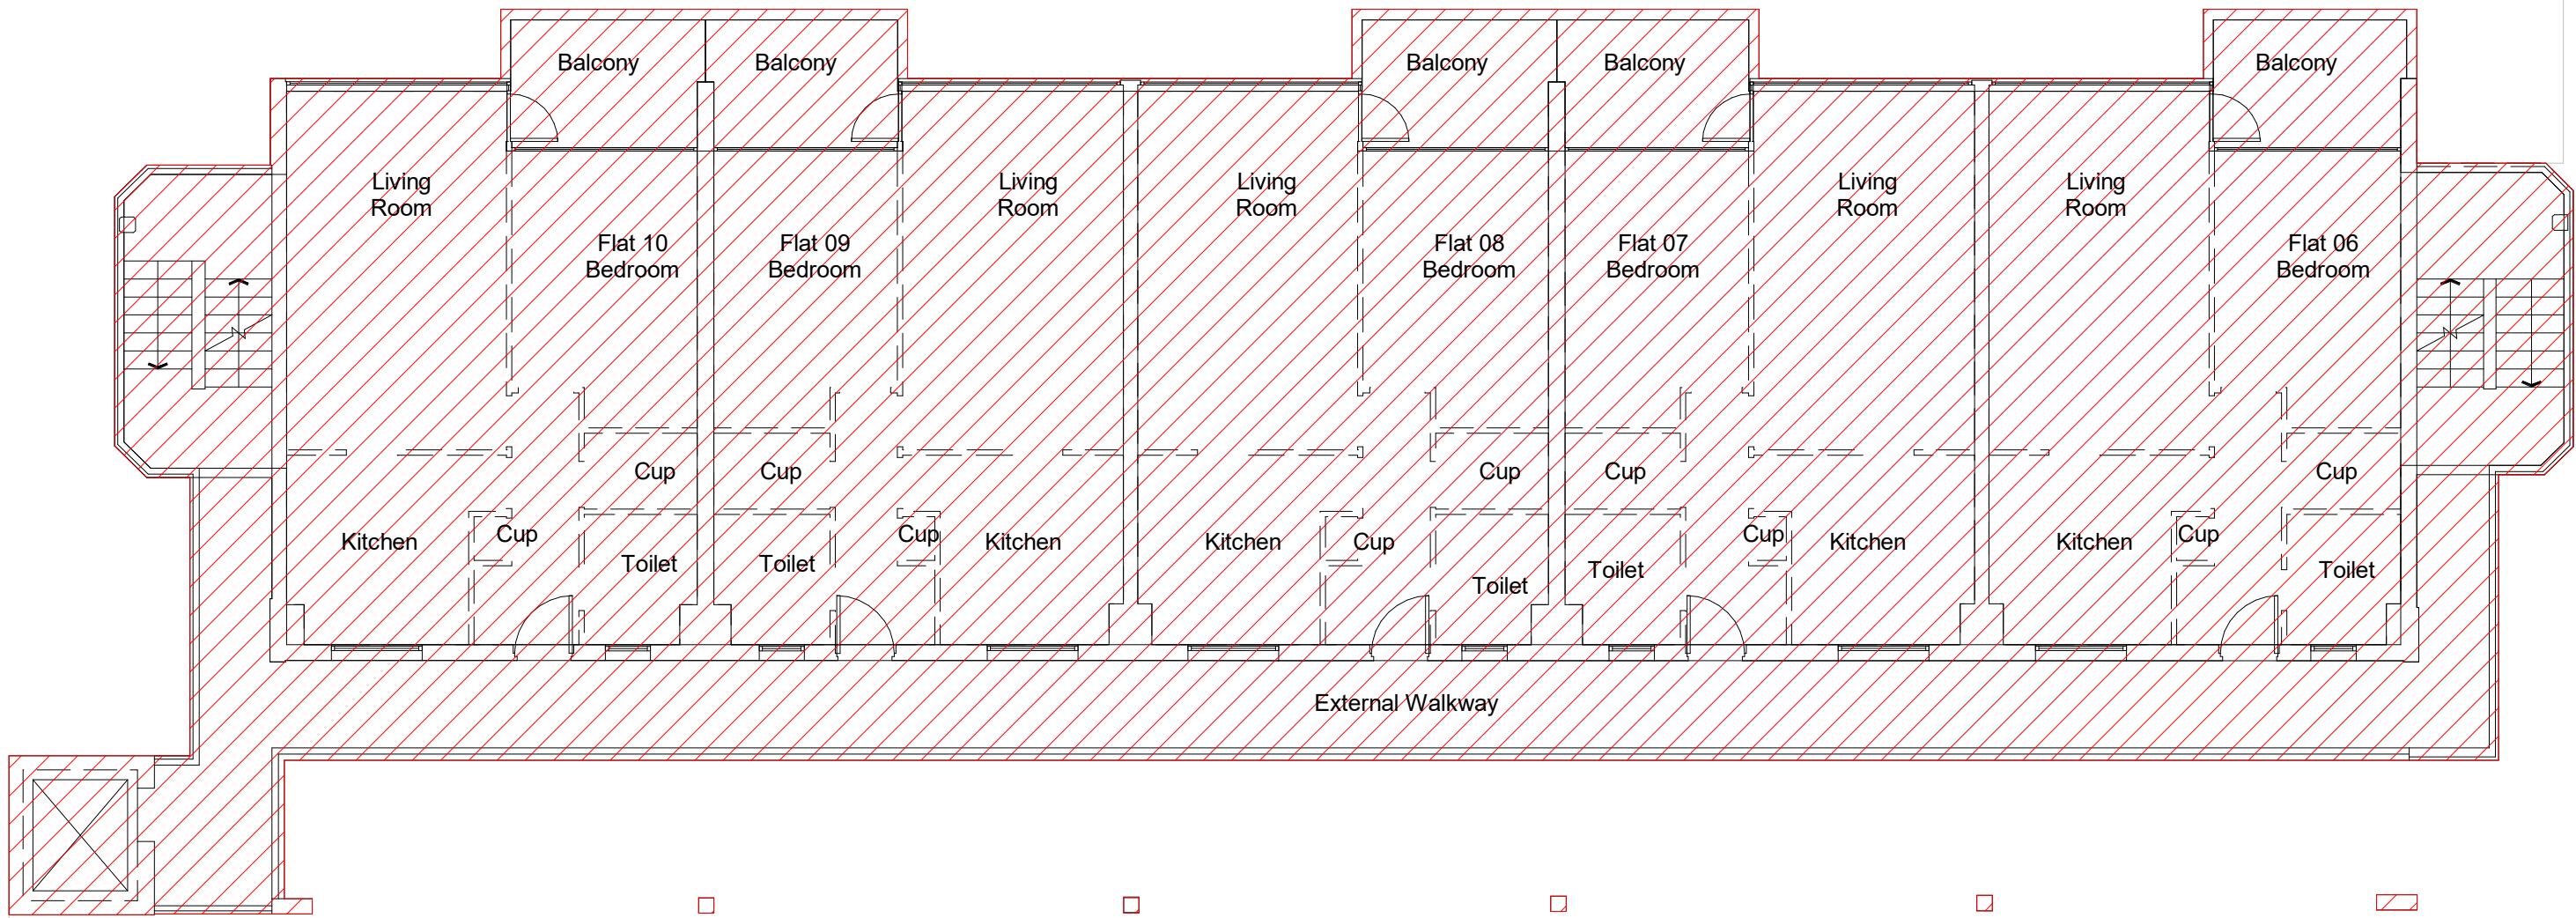 Balcony
Balcony
Balcony
Balcony
Balcony
Living
Room
Living
Room
Living
Room
Living
Room
Living
Room
Flat 10
Bedroom
Flat 09
Bedroom
Flat 08
Bedroom
Flat 07
Bedroom
Flat 06
Bedroom
Cup
Cup
Cup
Cup
Cup
Kitchen
Cup
Toilet
Toilet
Cup
Kitchen
Kitchen
Cup
Toilet
Toilet
Cup
Kitchen
Kitchen
Cup
Toilet
External Walkway